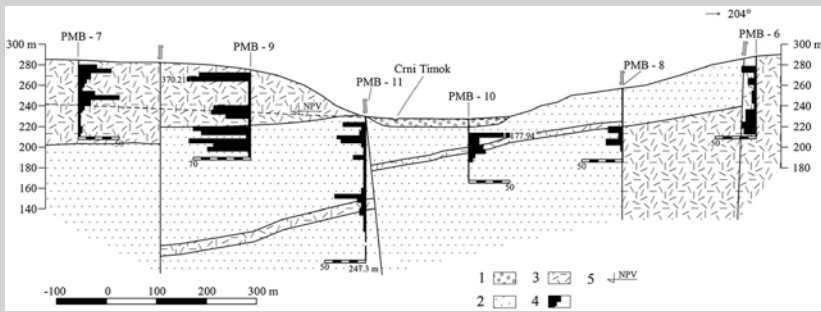 204°
300 m
280
260
240
220
200
180
160
140
PMB - 7
PMB - 9
PMB - 11
Crni Timok
PMB - 10
PMB - 8
PMB - 6
300 m
280
260
240
220
200
180
370.21
NPV
177.94
50
70
50
247.3 m
50
50
50
-100 0 100 200 300 m
1
2
3
4
5
NPV